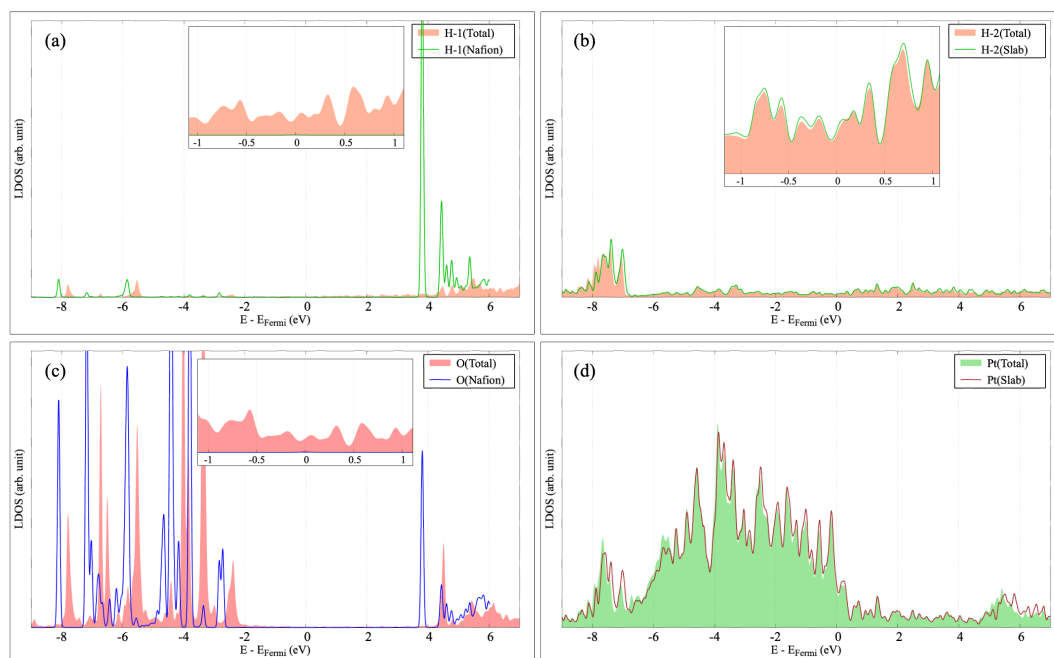 (a)
H-1(Total)
H-1(Nafion)
-1 -0.5 0 0.5 1
LDOS (arb. unit)
-8 -6 -4 -2 0 2 4 6
E - E_Fermi (eV)
(b)
H-2(Total)
H-2(Slab)
-1 -0.5 0 0.5 1
LDOS (arb. unit)
-8 -6 -4 -2 0 2 4 6
E - E_Fermi (eV)
(c)
O(Total)
O(Nafion)
-1 -0.5 0 0.5 1
LDOS (arb. unit)
-8 -6 -4 -2 0 2 4 6
E - E_Fermi (eV)
(d)
Pt(Total)
Pt(Slab)
LDOS (arb. unit)
-8 -6 -4 -2 0 2 4 6
E - E_Fermi (eV)